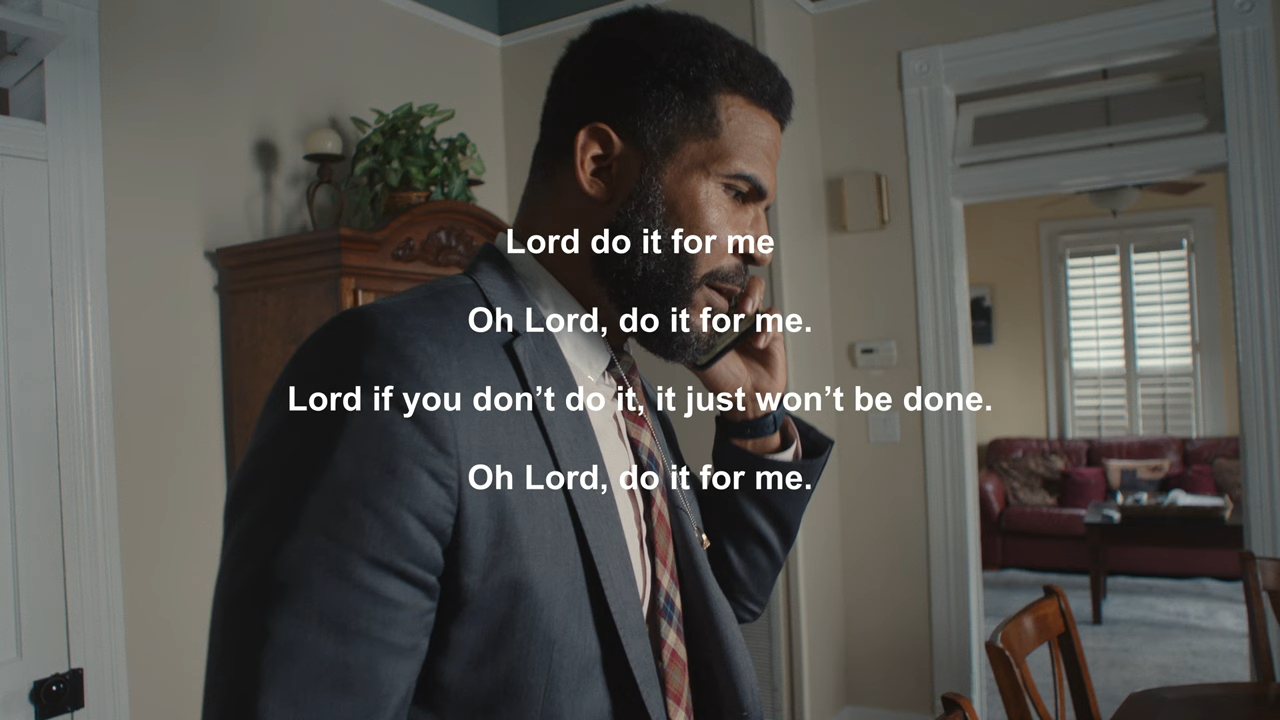 Lord do it for me
Oh Lord, do it for me.
Lord if you don’t do it, it just won’t be done.
Oh Lord, do it for me.